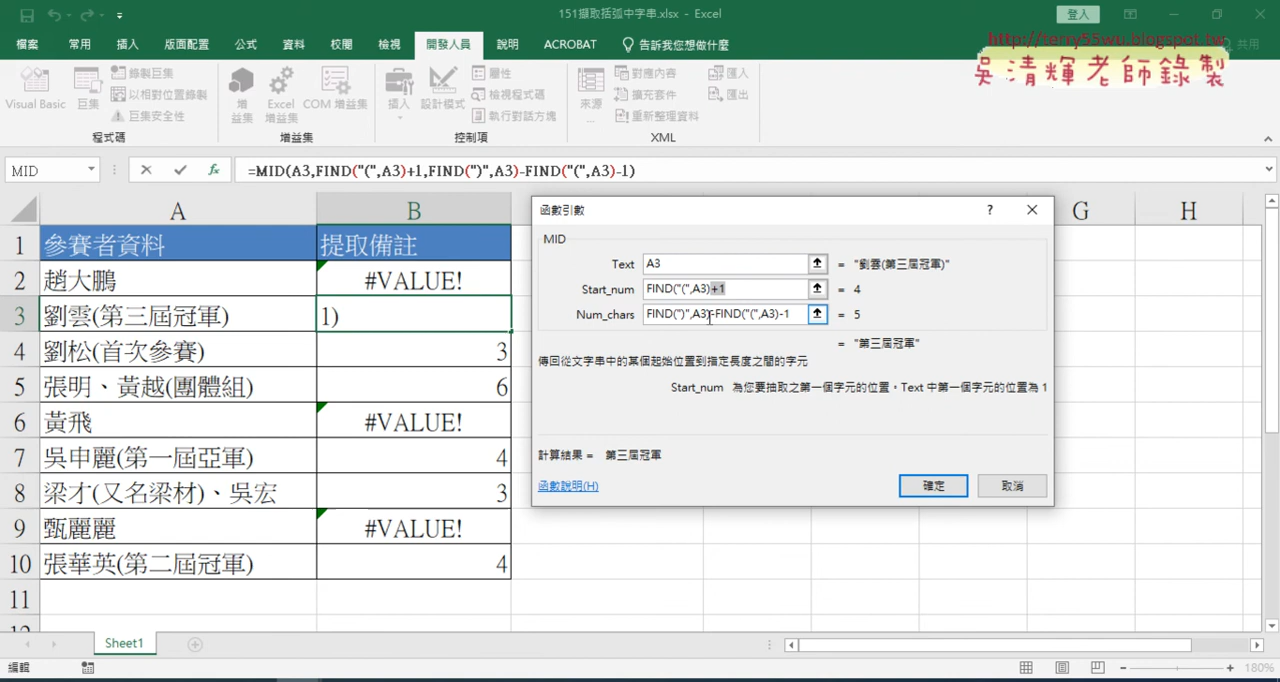 151擷取括弧中字串.xlsx - Excel
登入
http://terry55wu.blogspot.tw
吳清輝老師錄製
檔案 常用 插入 版面配置 公式 資料 校閱 檢視 開發人員 說明 ACROBAT 告訴我您想做什麼 共用
Visual Basic
巨集
錄製巨集
以相對位置錄製
巨集安全性
程式碼
增益集
Excel 增益集
COM 增益集
增益集
插入
設計模式
屬性
檢視程式碼
執行對話方塊
控制項
來源
對應內容
擴充套件
重新整理資料
匯入
匯出
XML
MID
=MID(A3,FIND("(",A3)+1,FIND(")",A3)-FIND("(",A3)-1)
A B G H
1 參賽者資料 提取備註
2 趙大鵬 #VALUE!
3 劉雲(第三屆冠軍) 1)
4 劉松(首次參賽) 3
5 張明、黃越(團體組) 6
6 黃飛 #VALUE!
7 吳申麗(第一屆亞軍) 4
8 梁才(又名梁材)、吳宏 3
9 甄麗麗 #VALUE!
10 張華英(第二屆冠軍) 4
11
12
函數引數
MID
Text A3 = "劉雲(第三屆冠軍)"
Start_num FIND("(",A3)+1 = 4
Num_chars FIND(")",A3)-FIND("(",A3)-1 = 5
= "第三屆冠軍"
傳回從文字串中的某個起始位置到指定長度之間的字元
Start_num 為您要抽取之第一個字元的位置，Text 中第一個字元的位置為 1
計算結果 = 第三屆冠軍
函數說明(H)
確定
取消
Sheet1
編輯
180%